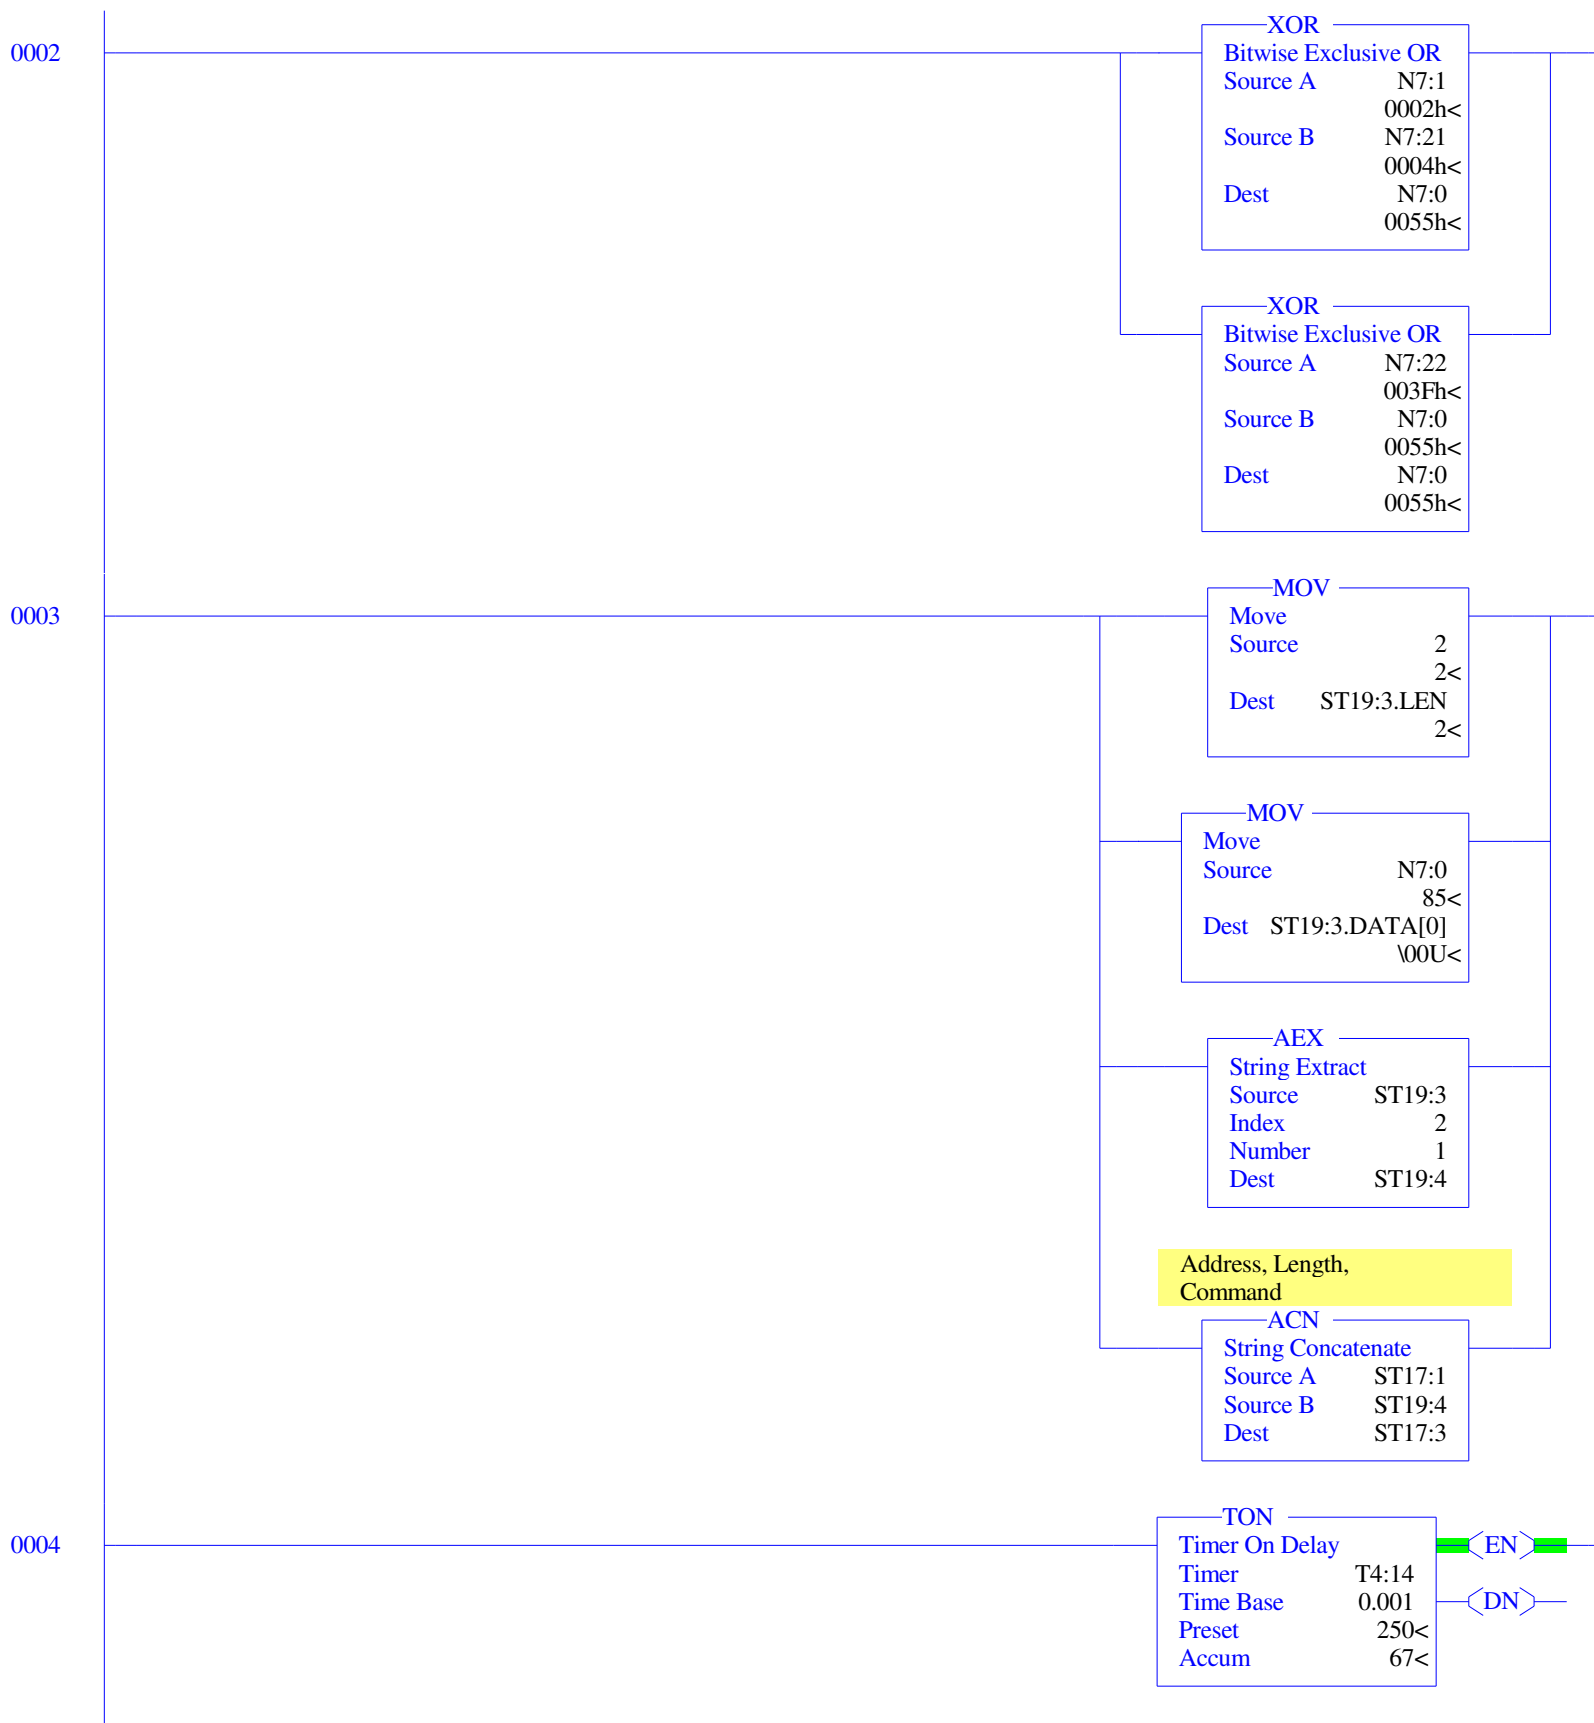 0002
XOR
Bitwise Exclusive OR
Source A N7:1
0002h<
Source B N7:21
0004h<
Dest N7:0
0055h<
XOR
Bitwise Exclusive OR
Source A N7:22
003Fh<
Source B N7:0
0055h<
Dest N7:0
0055h<
0003
MOV
Move
Source 2
2<
Dest ST19:3.LEN
2<
MOV
Move
Source N7:0
85<
Dest ST19:3.DATA[0]
\00U<
AEX
String Extract
Source ST19:3
Index 2
Number 1
Dest ST19:4
Address, Length,
Command
ACN
String Concatenate
Source A ST17:1
Source B ST19:4
Dest ST17:3
0004
TON
Timer On Delay EN
Timer T4:14
Time Base 0.001 DN
Preset 250<
Accum 67<